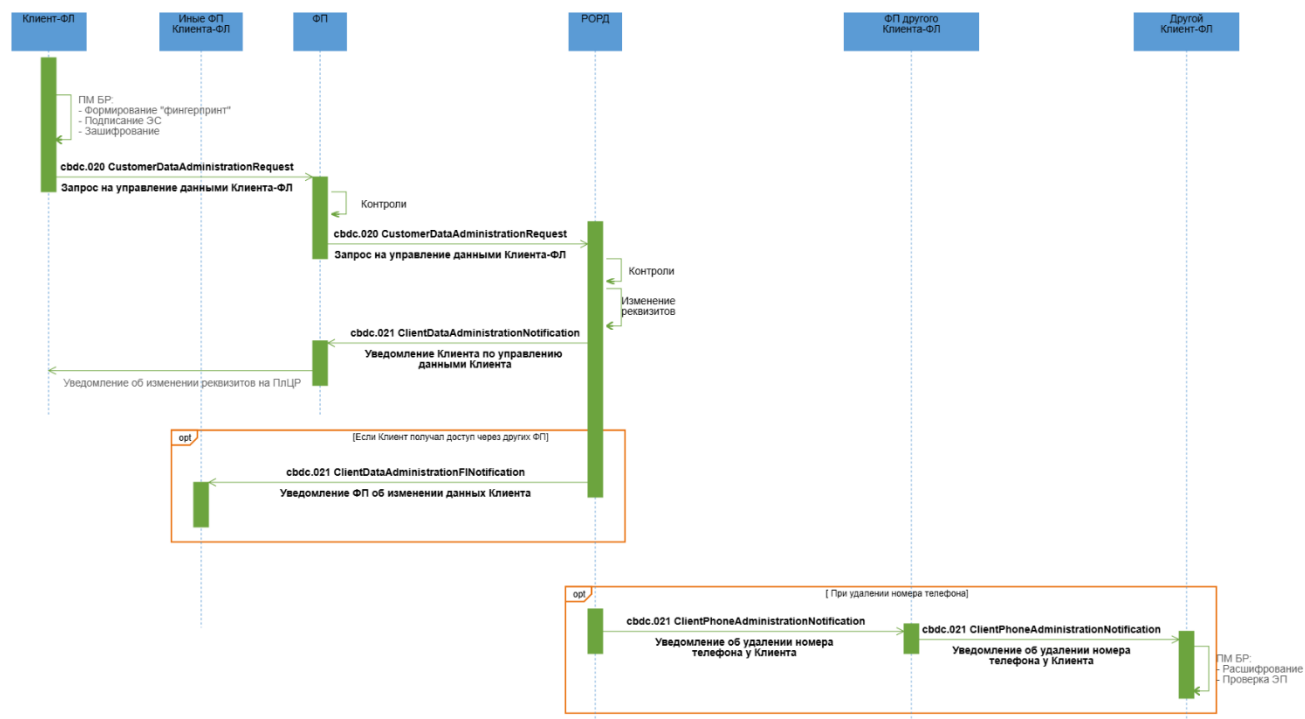 Клиент-ФЛ
Иные ФП
Клиента-ФЛ
ФП
РОРД
ФП другого
Клиента-ФЛ
Другой
Клиент-ФЛ
ПМ БР:
- Формирование "фингерпринт"
- Подписание ЭС
- Зашифрование
cbdc.020 CustomerDataAdministrationRequest
Запрос на управление данными Клиента-ФЛ
Контроли
cbdc.020 CustomerDataAdministrationRequest
Запрос на управление данными Клиента-ФЛ
Контроли
Изменение
реквизитов
cbdc.021 ClientDataAdministrationNotification
Уведомление Клиента по управлению
данными Клиента
Уведомление об изменении реквизитов на ПлЦР
opt
[Если Клиент получал доступ через других ФП]
cbdc.021 ClientDataAdministrationFINotification
Уведомление ФП об изменении данных Клиента
opt
[ При удалении номера телефона]
cbdc.021 ClientPhoneAdministrationNotification
Уведомление об удалении номера
телефона у Клиента
cbdc.021 ClientPhoneAdministrationNotification
Уведомление об удалении номера
телефона у Клиента
ПМ БР:
- Расшифрование
- Проверка ЭП